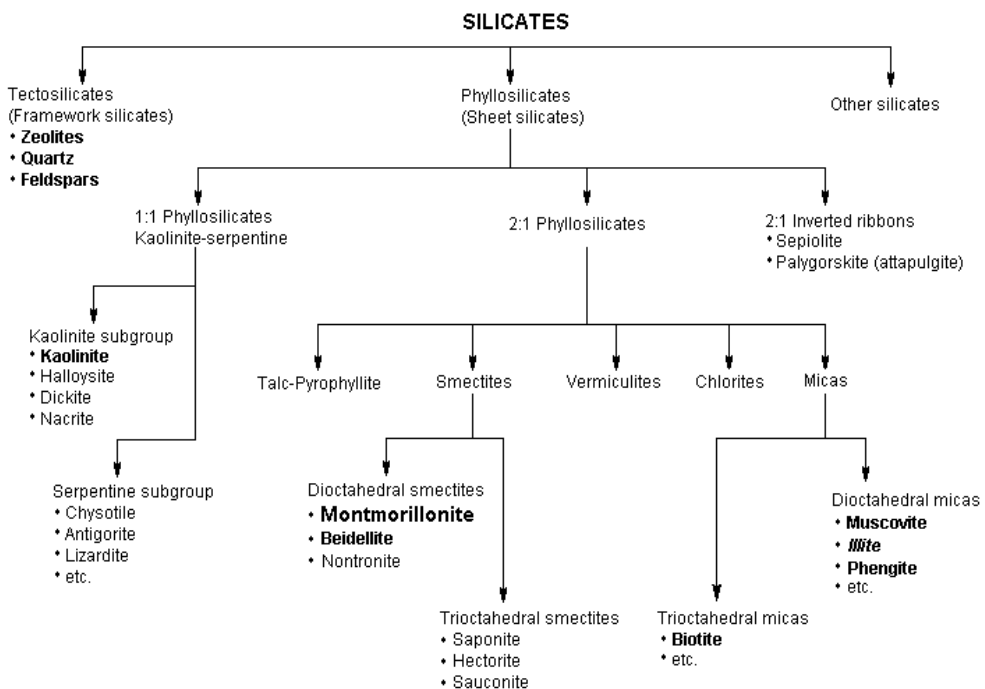 SILICATES
Tectosilicates
(Framework silicates)
• Zeolites
• Quartz
• Feldspars
Phyllosilicates
(Sheet silicates)
Other silicates
1:1 Phyllosilicates
Kaolinite-serpentine
2:1 Phyllosilicates
2:1 Inverted ribbons
• Sepiolite
• Palygorskite (attapulgite)
Kaolinite subgroup
• Kaolinite
• Halloysite
• Dickite
• Nacrite
Talc-Pyrophyllite
Smectites
Vermiculites
Chlorites
Micas
Serpentine subgroup
• Chysotile
• Antigorite
• Lizardite
• etc.
Dioctahedral smectites
• Montmorillonite
• Beidellite
• Nontronite
Dioctahedral micas
• Muscovite
• Illite
• Phengite
• etc.
Trioctahedral smectites
• Saponite
• Hectorite
• Sauconite
Trioctahedral micas
• Biotite
• etc.